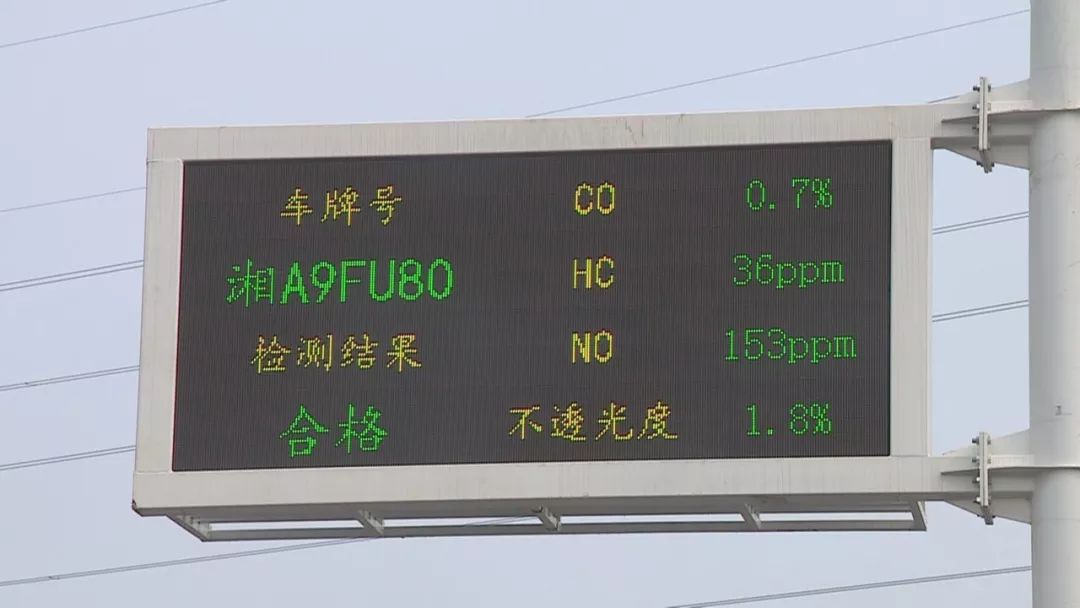 车牌号 CO 0.7%
湘A9FU80 HC 36ppm
检测结果 NO 153ppm
合格 不透光度 1.8%